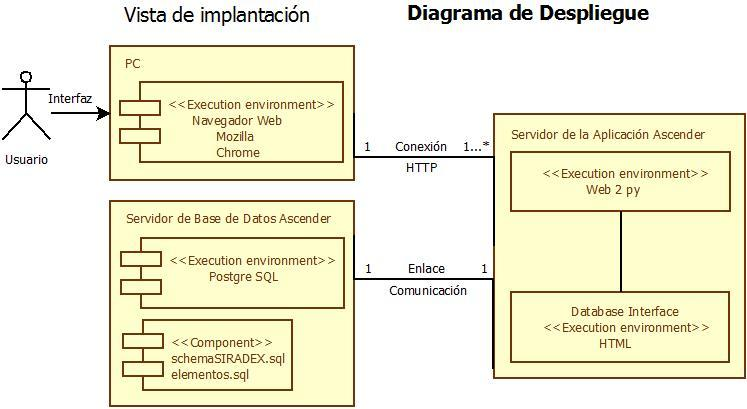 Vista de implantación
Diagrama de Despliegue
Usuario
Interfaz
PC
<<Execution environment>>
Navegador Web
Mozilla
Chrome
1 Conexión 1...*
HTTP
Servidor de la Aplicación Ascender
<<Execution environment>>
Web 2 py
Servidor de Base de Datos Ascender
<<Execution environment>>
Postgre SQL
<<Component>>
schemaSIRADEX.sql
elementos.sql
1 Enlace 1
Comunicación
Database Interface
<<Execution environment>>
HTML